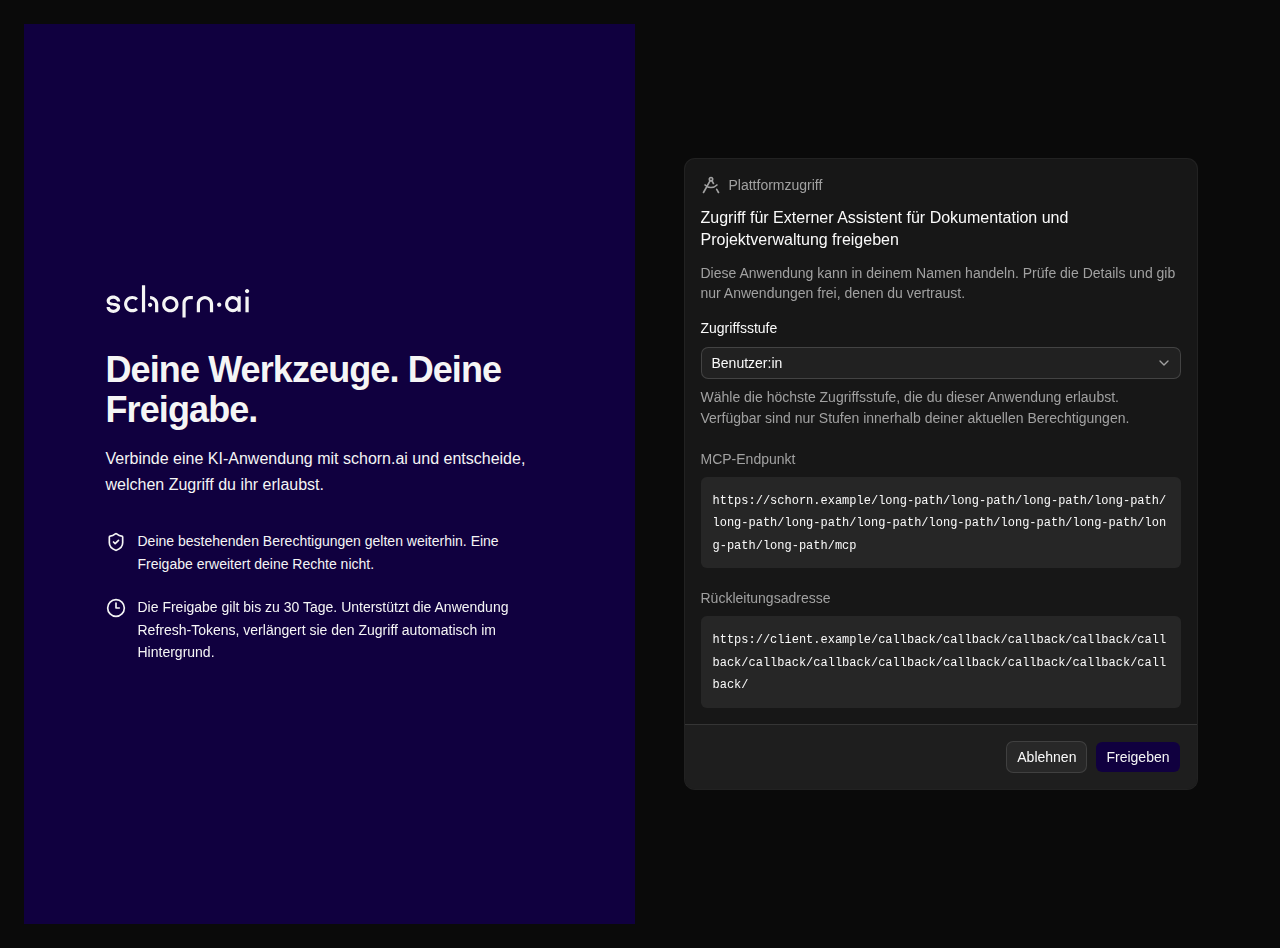 schorn.ai
Deine Werkzeuge. Deine
Freigabe.
Verbinde eine KI-Anwendung mit schorn.ai und entscheide,
welchen Zugriff du ihr erlaubst.
Deine bestehenden Berechtigungen gelten weiterhin. Eine
Freigabe erweitert deine Rechte nicht.
Die Freigabe gilt bis zu 30 Tage. Unterstützt die Anwendung
Refresh-Tokens, verlängert sie den Zugriff automatisch im
Hintergrund.
Plattformzugriff
Zugriff für Externer Assistent für Dokumentation und
Projektverwaltung freigeben
Diese Anwendung kann in deinem Namen handeln. Prüfe die Details und gib
nur Anwendungen frei, denen du vertraust.
Zugriffsstufe
Benutzer:in
Wähle die höchste Zugriffsstufe, die du dieser Anwendung erlaubst.
Verfügbar sind nur Stufen innerhalb deiner aktuellen Berechtigungen.
MCP-Endpunkt
https://schorn.example/long-path/long-path/long-path/long-path/
long-path/long-path/long-path/long-path/long-path/long-path/lon
g-path/long-path/mcp
Rückleitungsadresse
https://client.example/callback/callback/callback/callback/call
back/callback/callback/callback/callback/callback/callback/call
back/
Ablehnen
Freigeben